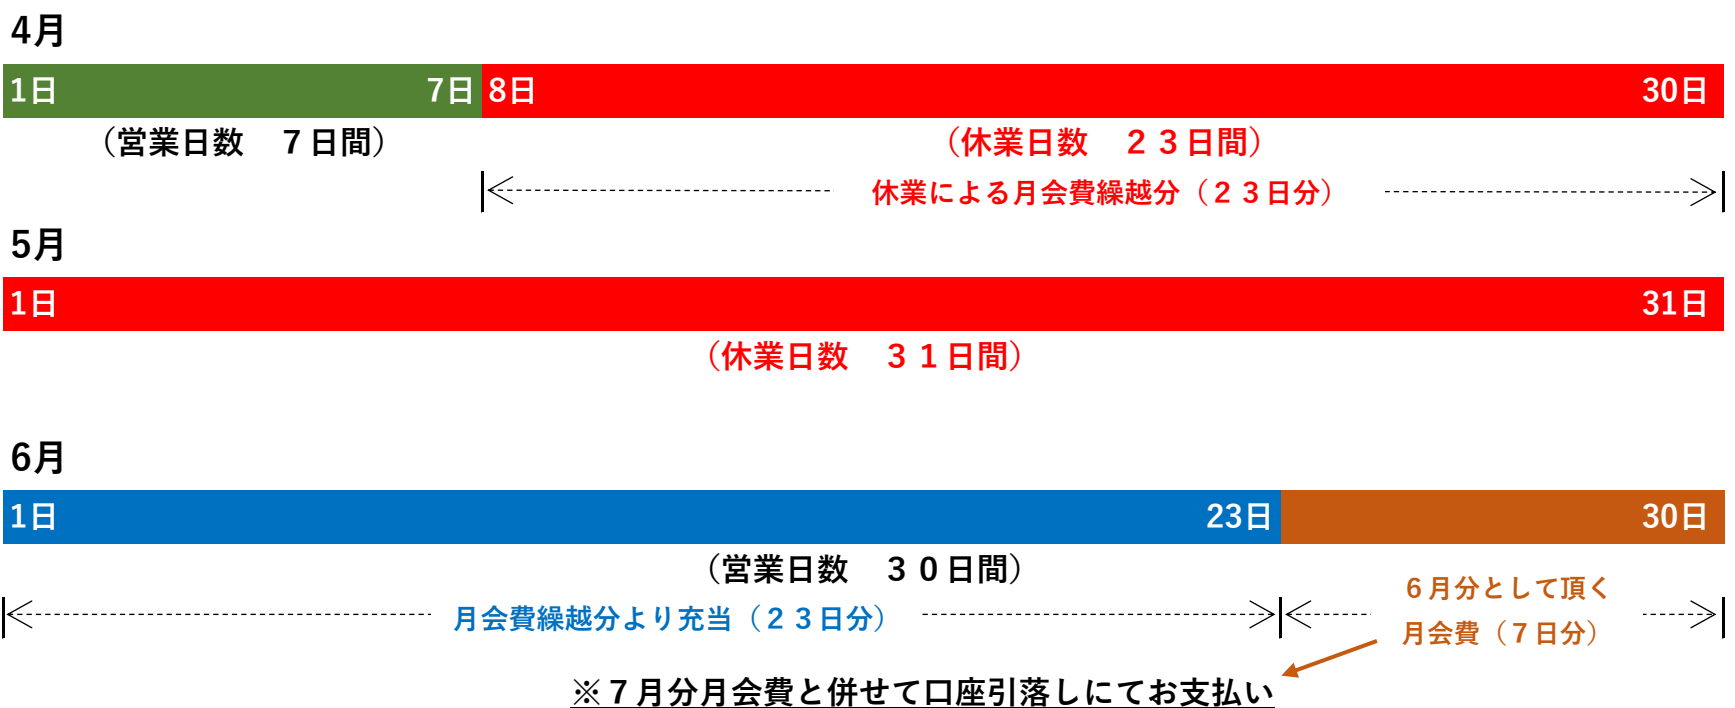 4月
1日 7日 8日 30日
（営業日数　７日間） （休業日数　２３日間）
休業による月会費繰越分（２３日分）
5月
1日 31日
（休業日数　３１日間）
6月
1日 23日 30日
（営業日数　３０日間）
月会費繰越分より充当（２３日分）
６月分として頂く
月会費（７日分）
※７月分月会費と併せて口座引落しにてお支払い